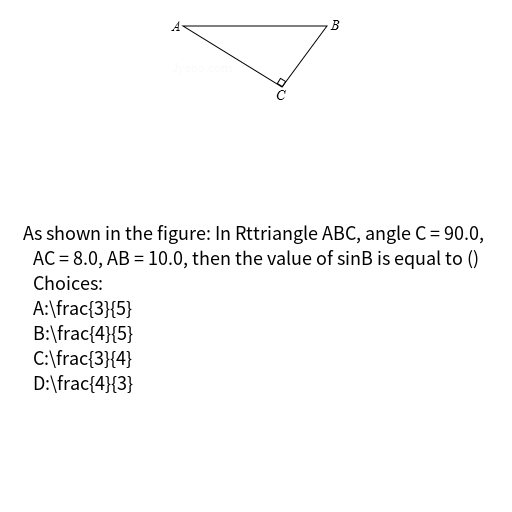 A
B
C
As shown in the figure: In Rttriangle ABC, angle C = 90.0,
AC = 8.0, AB = 10.0, then the value of sinB is equal to ()
Choices:
A:\frac{3}{5}
B:\frac{4}{5}
C:\frac{3}{4}
D:\frac{4}{3}